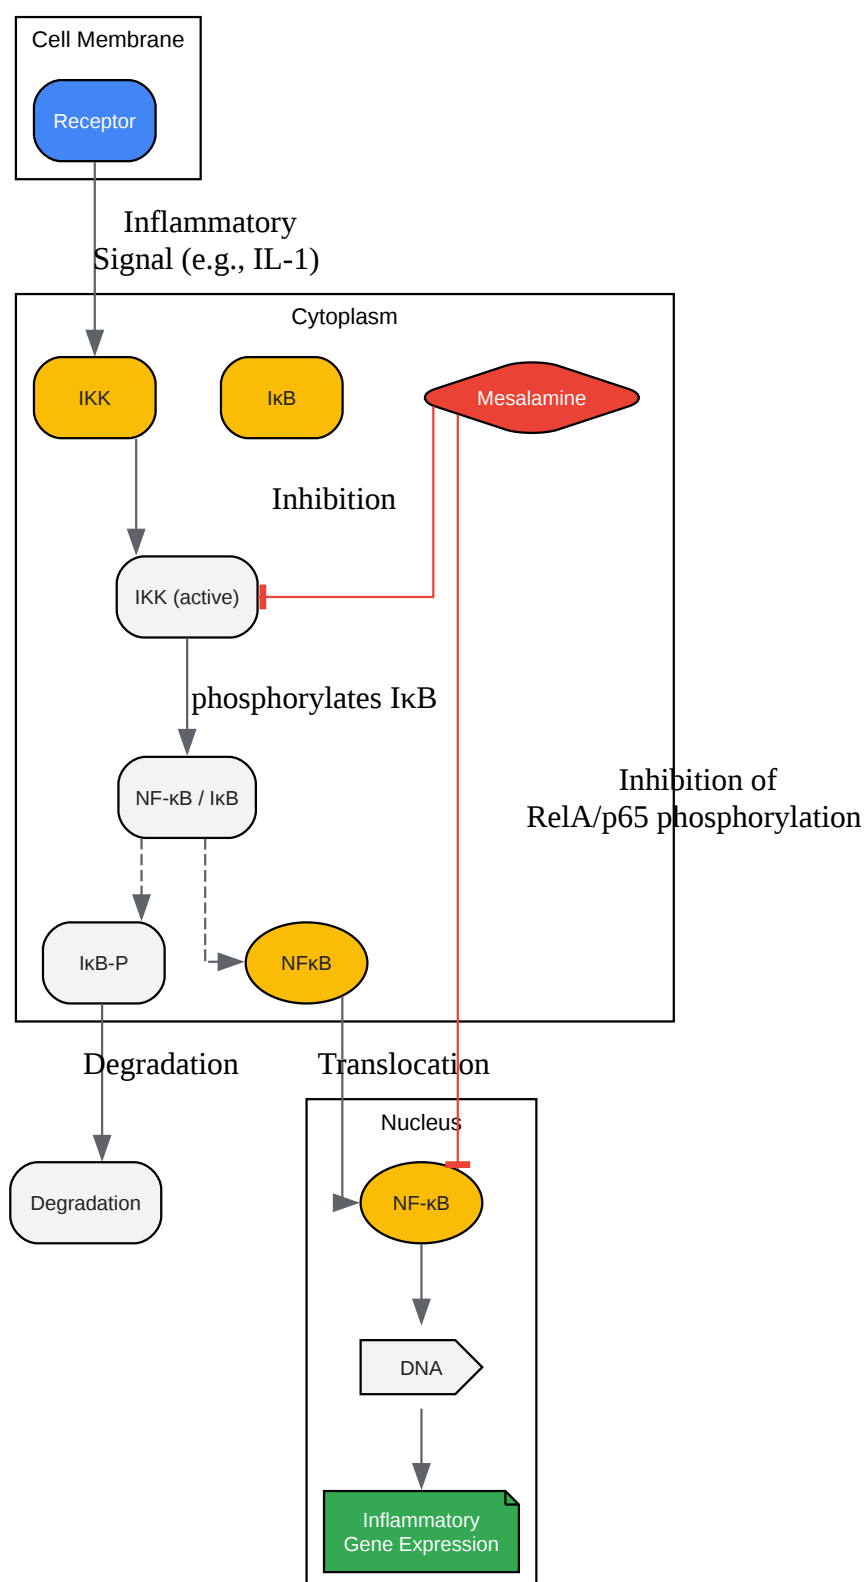 Cell Membrane
Receptor
Inflammatory
Signal (e.g., IL-1)
Cytoplasm
IKK
IκB
Mesalamine
Inhibition
IKK (active)
phosphorylates IκB
Inhibition of
RelA/p65 phosphorylation
NF-κB / IκB
IκB-P
NFκB
Degradation
Translocation
Nucleus
Degradation
NF-κB
DNA
Inflammatory
Gene Expression